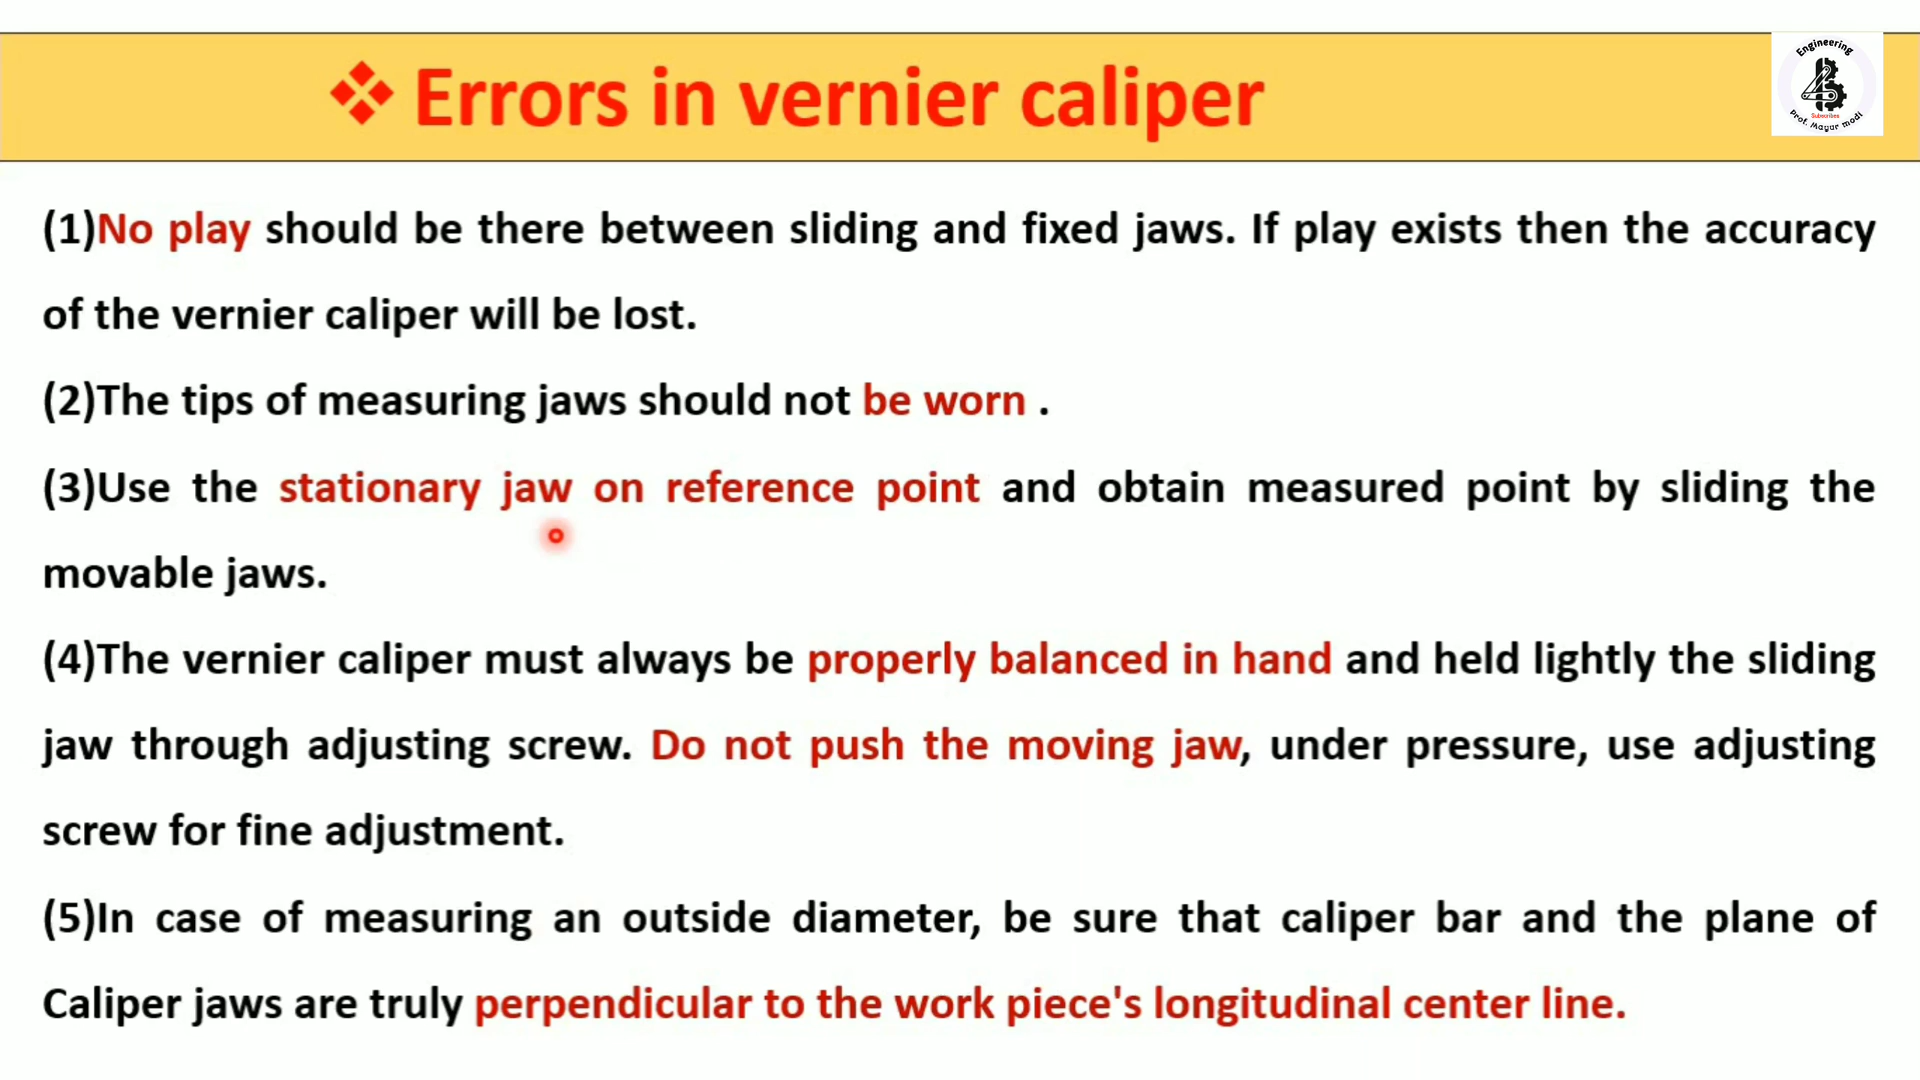 ❖ Errors in vernier caliper
Engineering
Subscribes
Prof. Mayur modi
(1)No play should be there between sliding and fixed jaws. If play exists then the accuracy
of the vernier caliper will be lost.
(2)The tips of measuring jaws should not be worn .
(3)Use the stationary jaw on reference point and obtain measured point by sliding the
movable jaws.
(4)The vernier caliper must always be properly balanced in hand and held lightly the sliding
jaw through adjusting screw. Do not push the moving jaw, under pressure, use adjusting
screw for fine adjustment.
(5)In case of measuring an outside diameter, be sure that caliper bar and the plane of
Caliper jaws are truly perpendicular to the work piece's longitudinal center line.